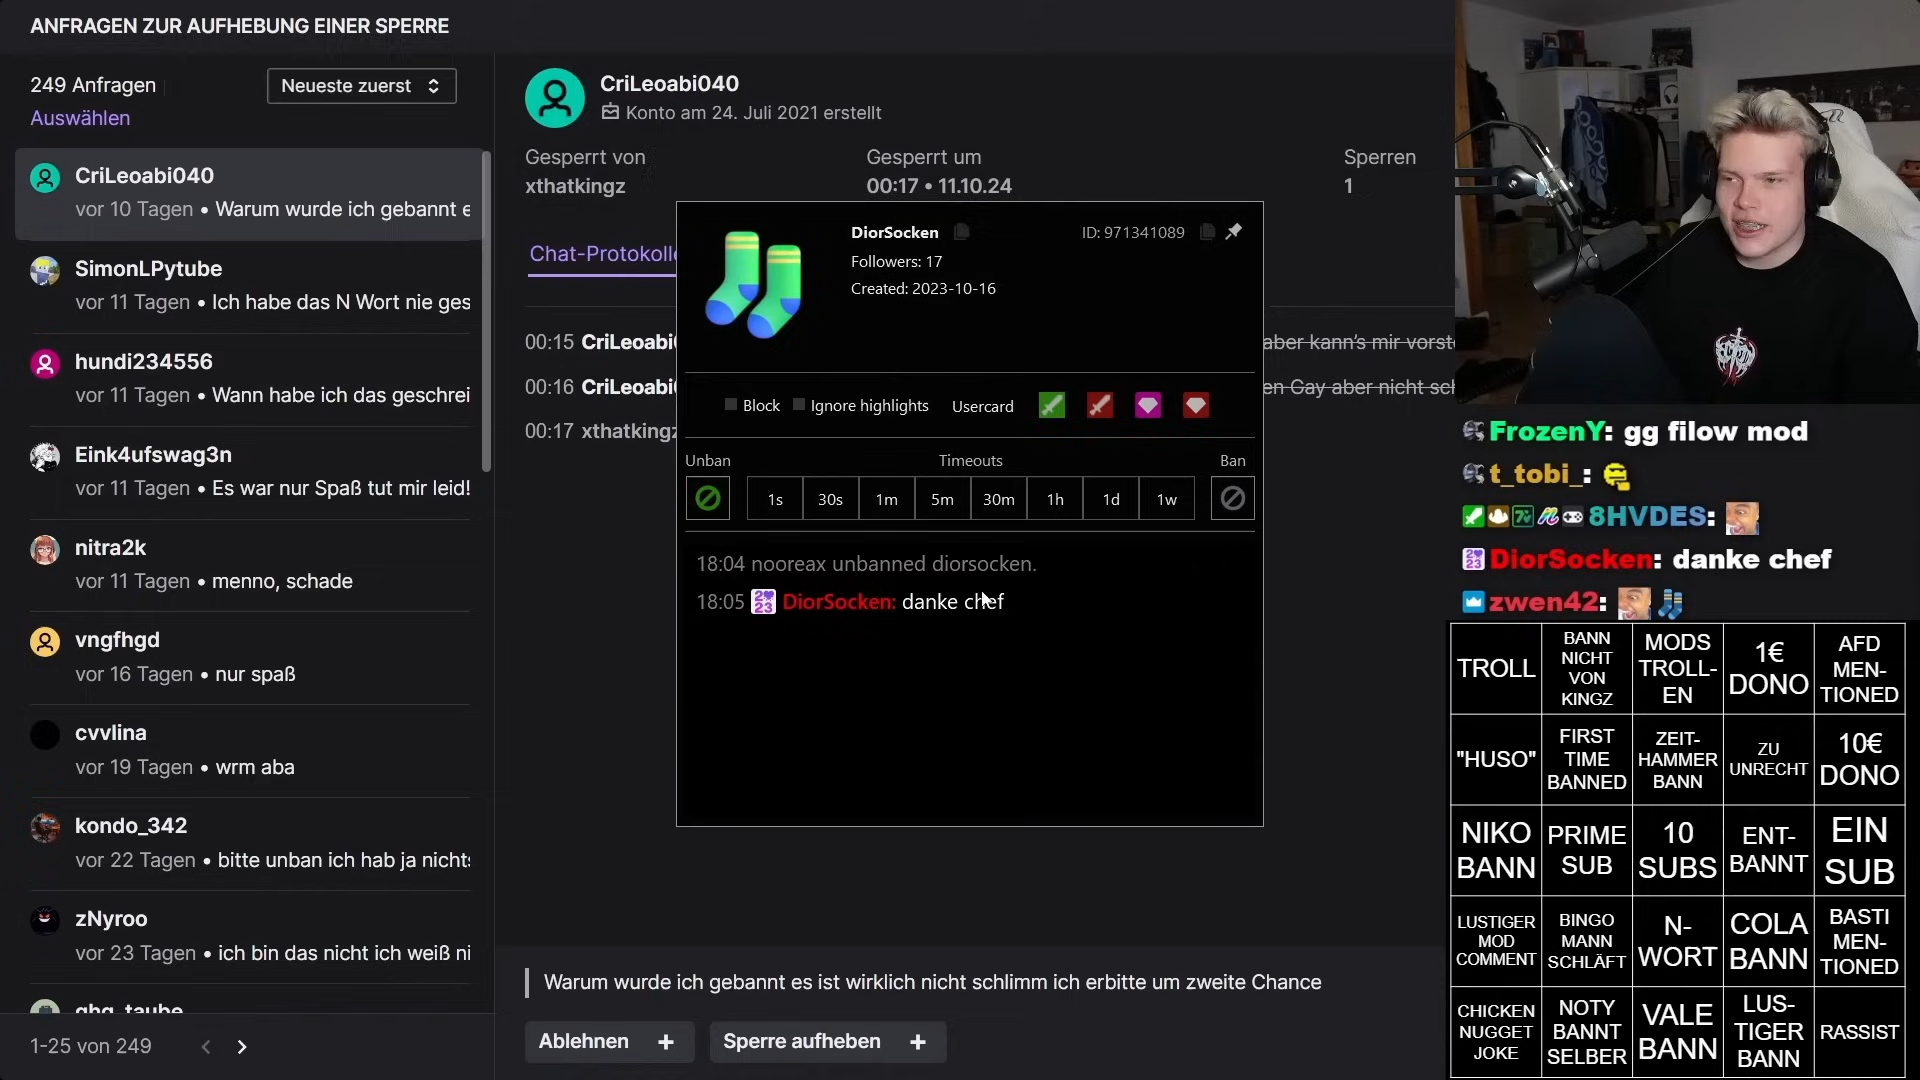 ANFRAGEN ZUR AUFHEBUNG EINER SPERRE
249 Anfragen
Neueste zuerst
Auswählen
CriLeoabi040
vor 10 Tagen • Warum wurde ich gebannt e
SimonLPytube
vor 11 Tagen • Ich habe das N Wort nie ges
hundi234556
vor 11 Tagen • Wann habe ich das geschrei
Eink4ufswag3n
vor 11 Tagen • Es war nur Spaß tut mir leid!
nitra2k
vor 11 Tagen • menno, schade
vngfhgd
vor 16 Tagen • nur spaß
cvvlina
vor 19 Tagen • wrm aba
kondo_342
vor 22 Tagen • bitte unban ich hab ja nichts
zNyroo
vor 23 Tagen • ich bin das nicht ich weiß ni
ghg_taube
1-25 von 249
CriLeoabi040
Konto am 24. Juli 2021 erstellt
Gesperrt von
xthatkingz
Gesperrt um
00:17 • 11.10.24
Sperren
1
Chat-Protokolle
00:15 CriLeoabi
aber kann's mir vorste
00:16 CriLeoabi
en Gay aber nicht sch
00:17 xthatkingz
DiorSocken
ID: 971341089
Followers: 17
Created: 2023-10-16
Block
Ignore highlights
Usercard
Unban
Timeouts
Ban
1s
30s
1m
5m
30m
1h
1d
1w
18:04 nooreax unbanned diorsocken.
18:05 DiorSocken: danke chef
Warum wurde ich gebannt es ist wirklich nicht schlimm ich erbitte um zweite Chance
Ablehnen +
Sperre aufheben +
FrozenY: gg filow mod
t_tobi_:
8HVDES:
DiorSocken: danke chef
zwen42:
TROLL
BANN
NICHT
VON
KINGZ
MODS
TROLL-
EN
1€
DONO
AFD
MEN-
TIONED
"HUSO"
FIRST
TIME
BANNED
ZEIT-
HAMMER
BANN
ZU
UNRECHT
10€
DONO
NIKO
BANN
PRIME
SUB
10
SUBS
ENT-
BANNT
EIN
SUB
LUSTIGER
MOD
COMMENT
BINGO
MANN
SCHLÄFT
N-
WORT
COLA
BANN
BASTI
MEN-
TIONED
CHICKEN
NUGGET
JOKE
NOTY
BANNT
SELBER
VALE
BANN
LUS-
TIGER
BANN
RASSIST